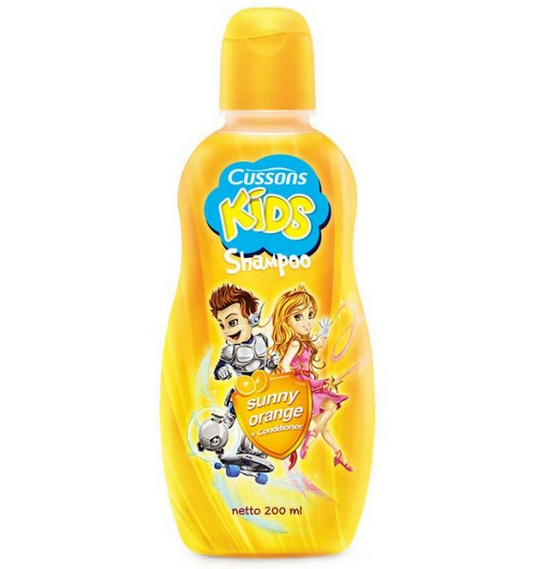 Cussons
KiDS
Shampoo
sunny
orange
+ Conditioner
netto 200 ml